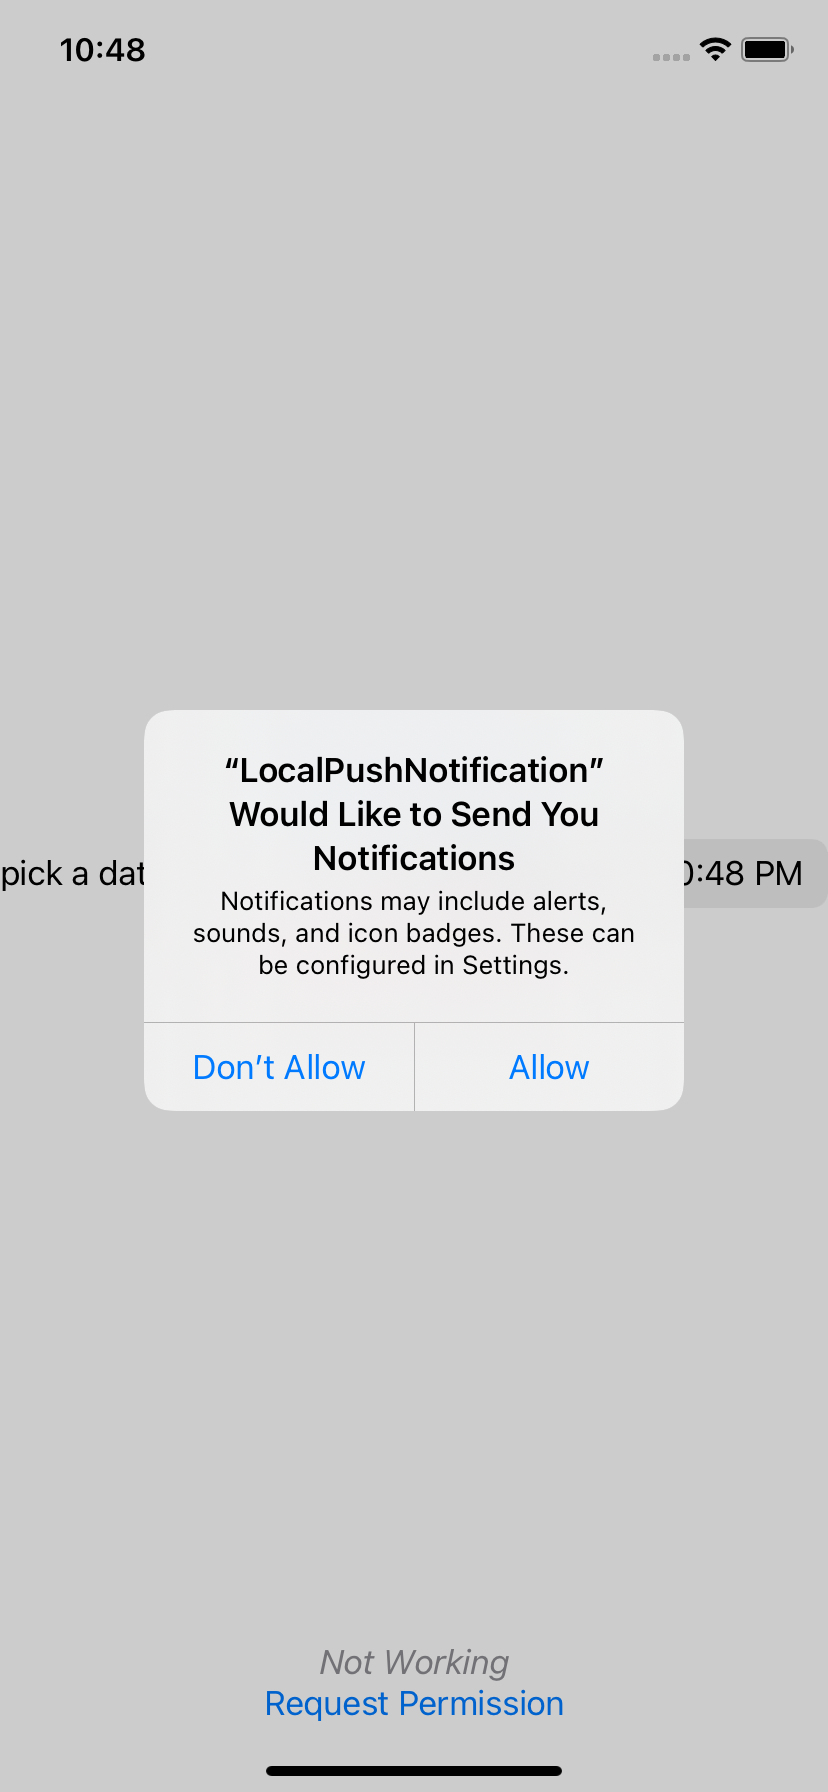 10:48
“LocalPushNotification”
Would Like to Send You
Notifications
pick a dat
0:48 PM
Notifications may include alerts,
sounds, and icon badges. These can
be configured in Settings.
Don’t Allow
Allow
Not Working
Request Permission